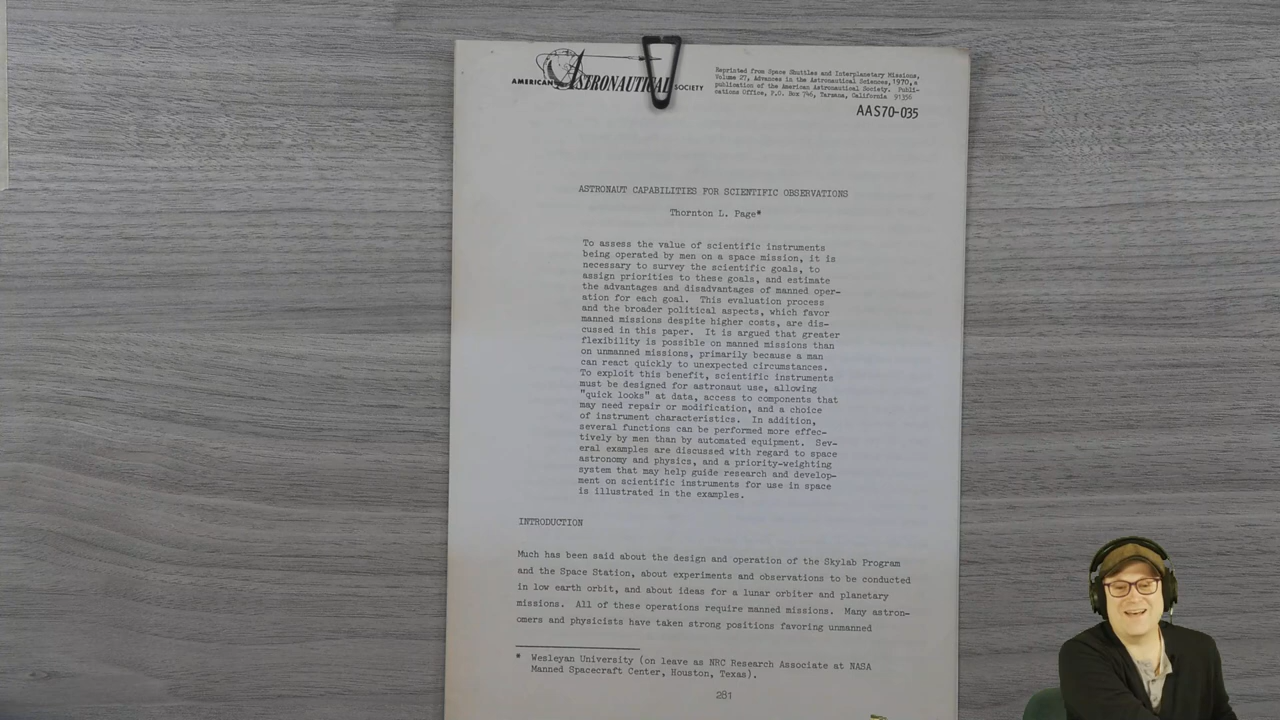 AMERICAN ASTRONAUTICAL SOCIETY
Reprinted from Space Shuttles and Interplanetary Missions,
Volume 27, Advances in the Astronautical Sciences, 1970, a
publication of the American Astronautical Society. Publi-
cations Office, P.O. Box 746, Tarzana, California 91356
AAS70-035
ASTRONAUT CAPABILITIES FOR SCIENTIFIC OBSERVATIONS
Thornton L. Page*
To assess the value of scientific instruments
being operated by men on a space mission, it is
necessary to survey the scientific goals, to
assign priorities to these goals, and estimate
the advantages and disadvantages of manned oper-
ation for each goal. This evaluation process
and the broader political aspects, which favor
manned missions despite higher costs, are dis-
cussed in this paper. It is argued that greater
flexibility is possible on manned missions than
on unmanned missions, primarily because a man
can react quickly to unexpected circumstances.
To exploit this benefit, scientific instruments
must be designed for astronaut use, allowing
"quick looks" at data, access to components that
may need repair or modification, and a choice
of instrument characteristics. In addition,
several functions can be performed more effec-
tively by men than by automated equipment. Sev-
eral examples are discussed with regard to space
astronomy and physics, and a priority-weighting
system that may help guide research and develop-
ment on scientific instruments for use in space
is illustrated in the examples.
INTRODUCTION
Much has been said about the design and operation of the Skylab Program
and the Space Station, about experiments and observations to be conducted
in low earth orbit, and about ideas for a lunar orbiter and planetary
missions. All of these operations require manned missions. Many astron-
omers and physicists have taken strong positions favoring unmanned
* Wesleyan University (on leave as NRC Research Associate at NASA
Manned Spacecraft Center, Houston, Texas).
281